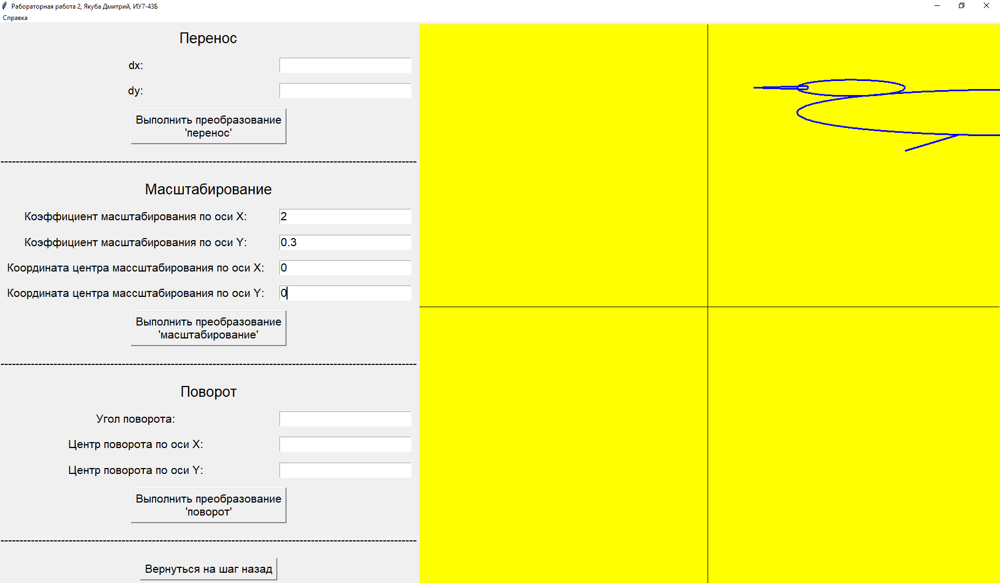 Рабораторная работа 2, Якуба Дмитрий, ИУ7-43Б
Справка
Перенос
dx:
dy:
Выполнить преобразование
'перенос'
Масштабирование
Коэффициент масштабирования по оси X: 2
Коэффициент масштабирования по оси Y: 0.3
Координата центра массштабирования по оси X: 0
Координата центра массштабирования по оси Y: 0
Выполнить преобразование
'масштабирование'
Поворот
Угол поворота:
Центр поворота по оси X:
Центр поворота по оси Y:
Выполнить преобразование
'поворот'
Вернуться на шаг назад